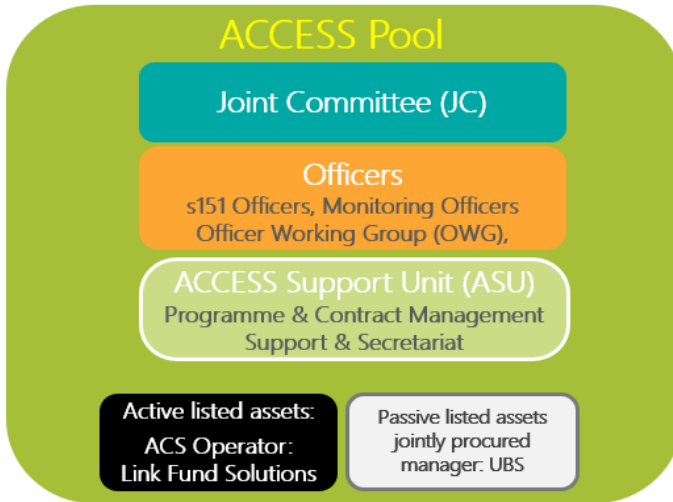 ACCESS Pool
Joint Committee (JC)
Officers
s151 Officers, Monitoring Officers
Officer Working Group (OWG),
ACCESS Support Unit (ASU)
Programme & Contract Management
Support & Secretariat
Active listed assets:
ACS Operator:
Link Fund Solutions
Passive listed assets
jointly procured
manager: UBS